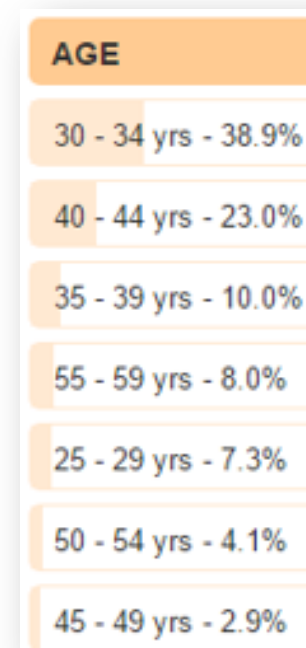 AGE
30 - 34 yrs - 38.9%
40 - 44 yrs - 23.0%
35 - 39 yrs - 10.0%
55 - 59 yrs - 8.0%
25 - 29 yrs - 7.3%
50 - 54 yrs - 4.1%
45 - 49 yrs - 2.9%